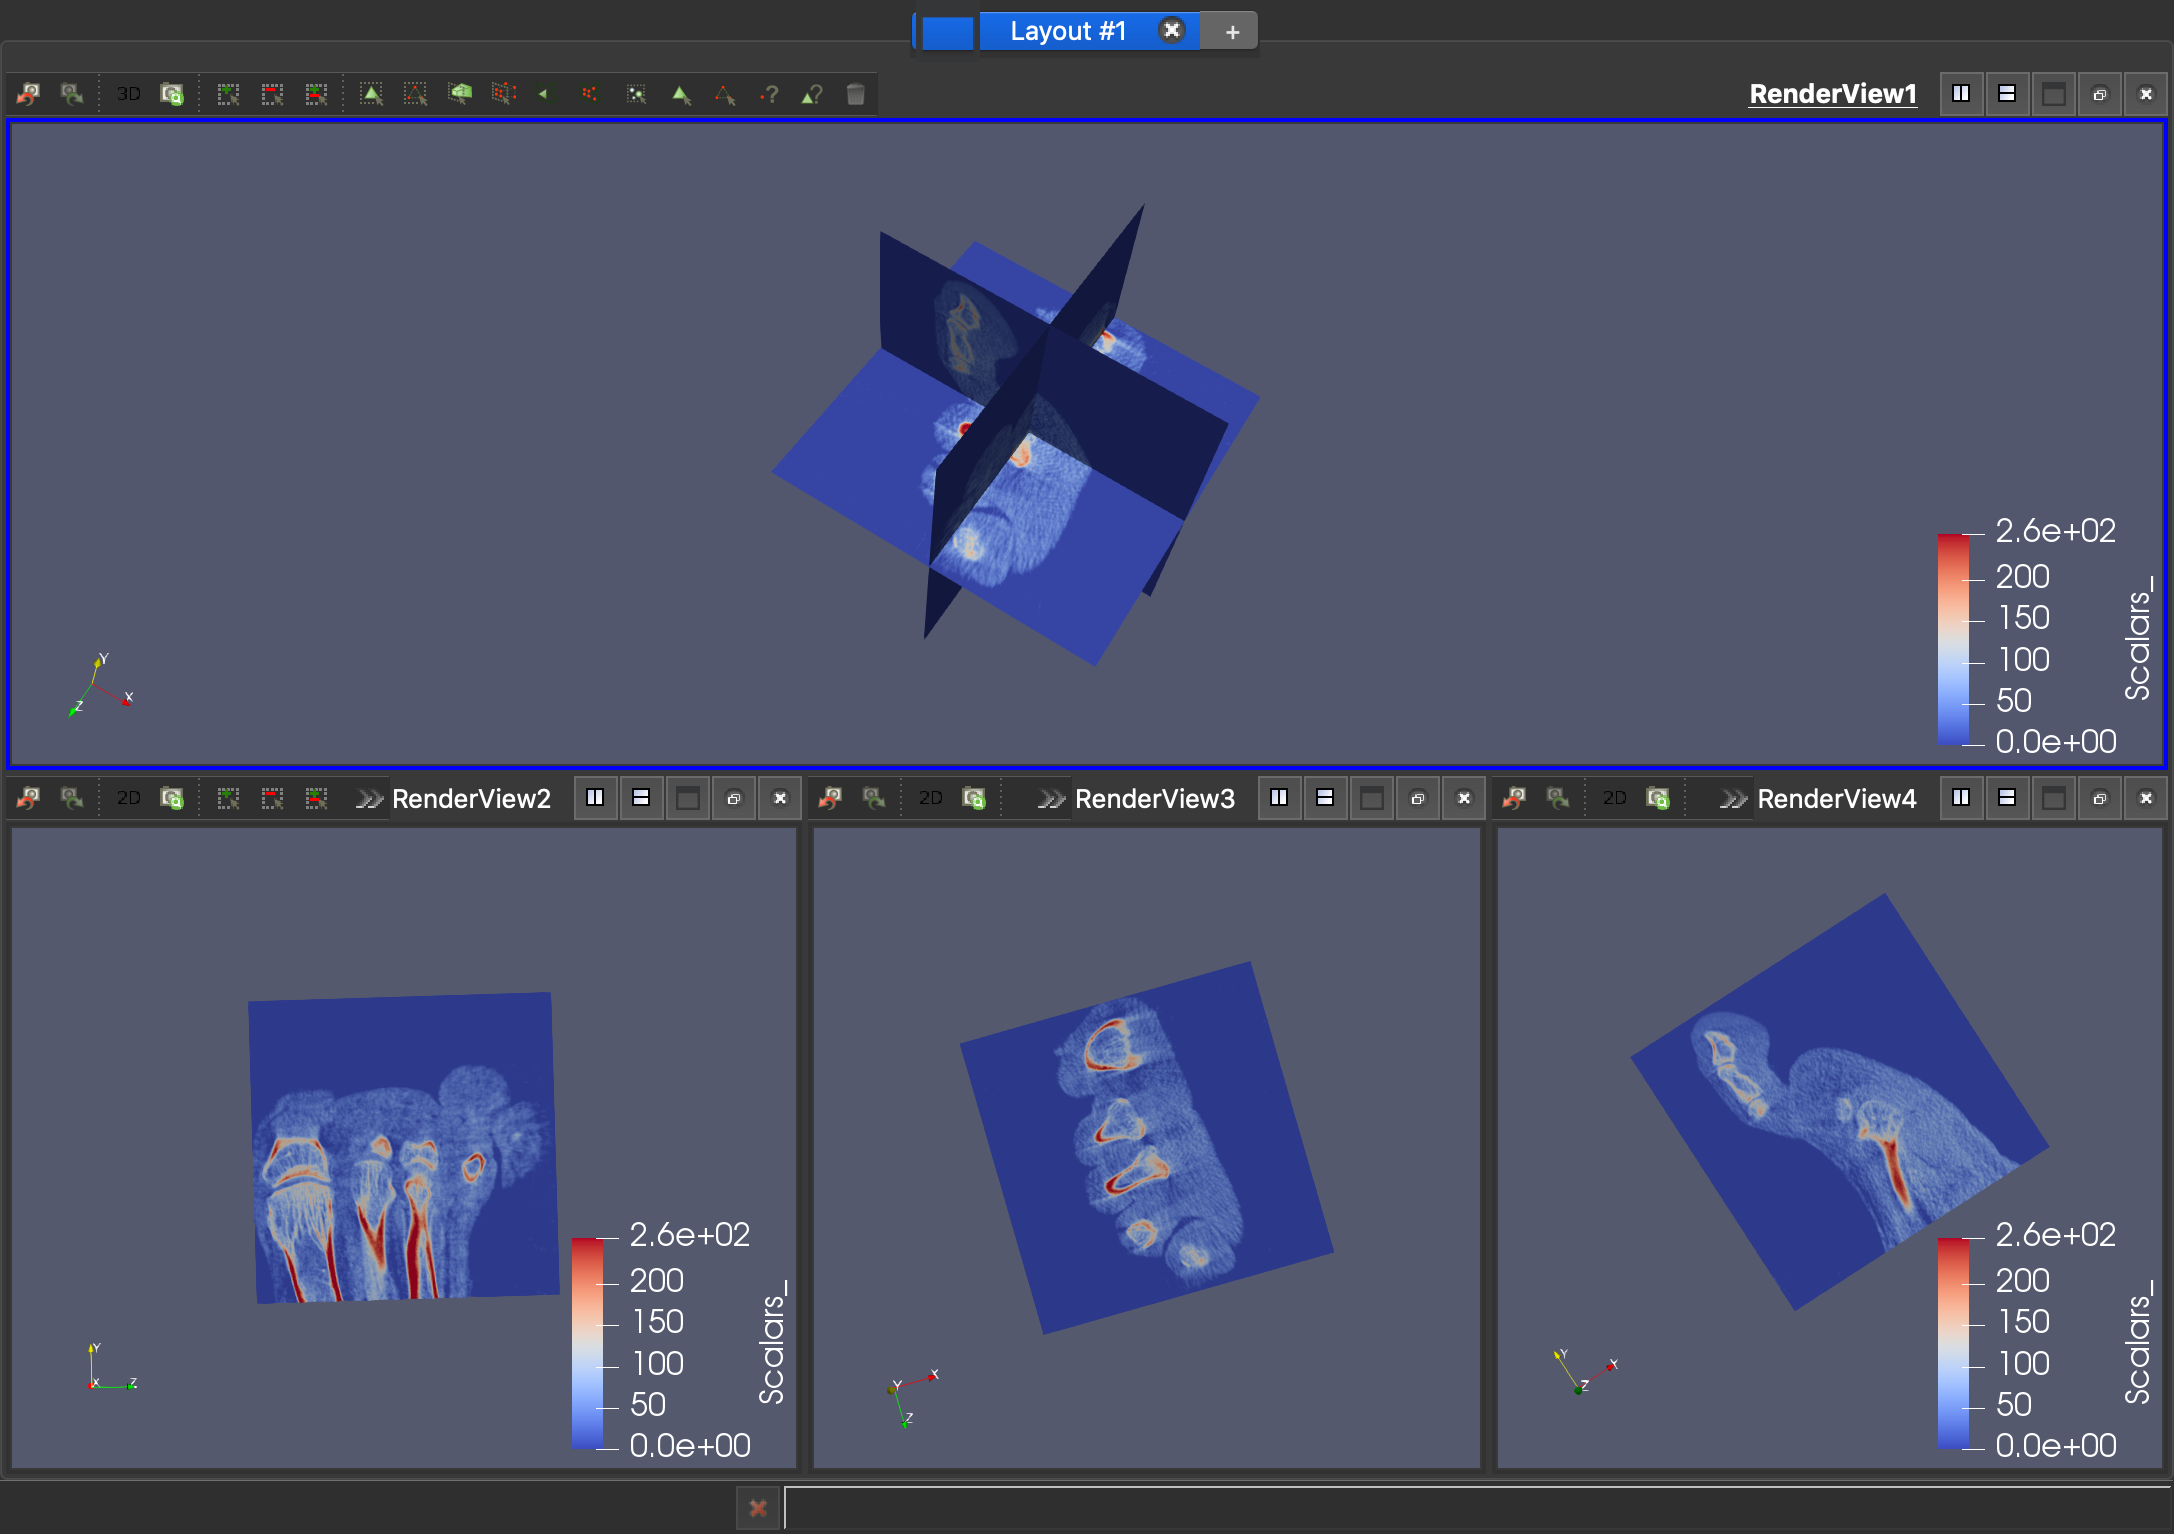 Layout #1
+
3D
?
?
RenderView1
2.6e+02
200
150
100
50
0.0e+00
Scalars_
Y
X
Z
2D
RenderView2
2D
RenderView3
2D
RenderView4
2.6e+02
200
150
100
50
0.0e+00
Scalars_
Y
X
Z
Y
X
Z
2.6e+02
200
150
100
50
0.0e+00
Scalars_
Y
X
Z